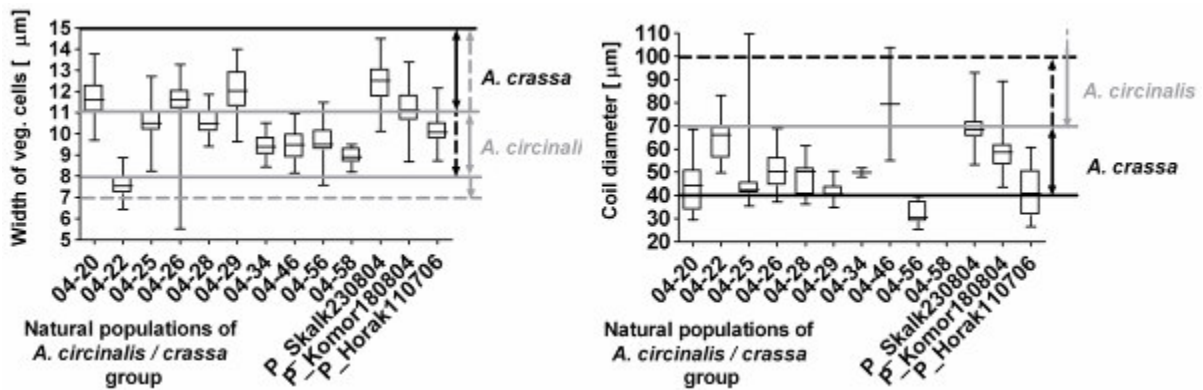 Width of veg. cells [ µm]
15
14
13
12
11
10
9
8
7
6
5
A. crassa
A. circinali
04-20
04-22
04-25
04-26
04-28
04-29
04-34
04-46
04-56
04-58
P_Skalk230804
P_Komor180804
P_Horak110706
Natural populations of
A. circinalis / crassa
group
Coil diameter [ µm]
110
100
90
80
70
60
50
40
30
20
A. circinalis
A. crassa
04-20
04-22
04-25
04-26
04-28
04-29
04-34
04-46
04-56
04-58
P_Skalk230804
P_Komor180804
P_Horak110706
Natural populations of
A. circinalis / crassa
group